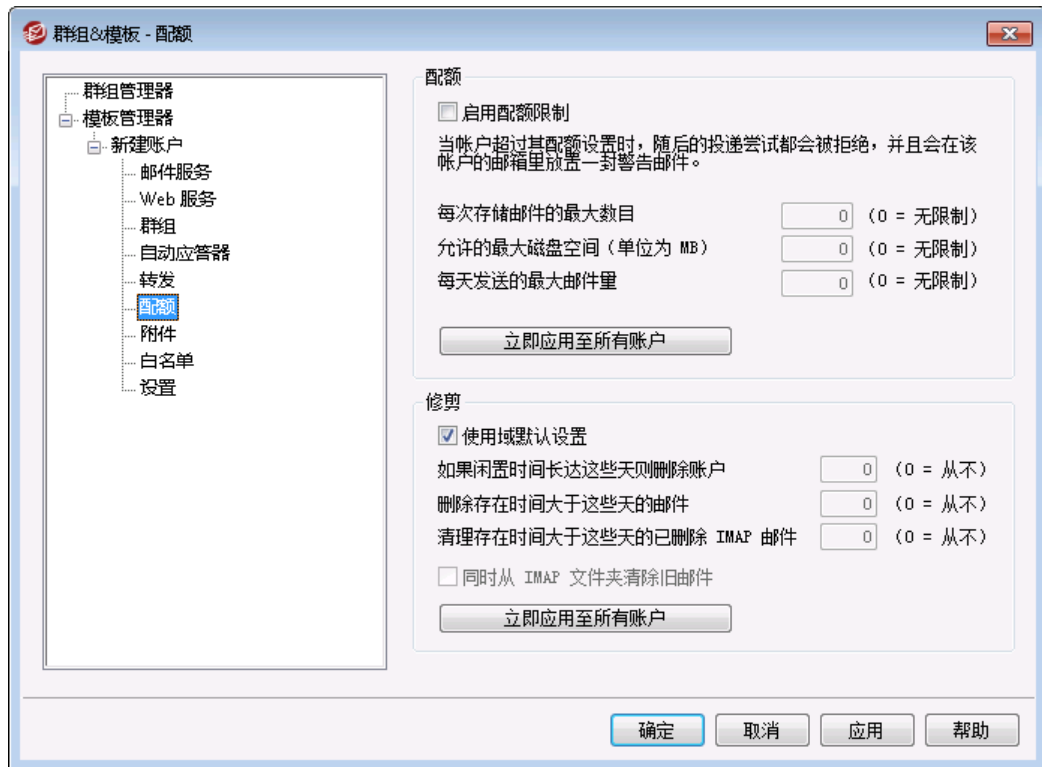 群组&模板 - 配额
群组管理器
模板管理器
新建账户
邮件服务
Web 服务
群组
自动应答器
转发
配额
附件
白名单
设置
配额
启用配额限制
当帐户超过其配额设置时，随后的投递尝试都会被拒绝，并且会在该
帐户的邮箱里放置一封警告邮件。
每次存储邮件的最大数目 0 (0 = 无限制)
允许的最大磁盘空间（单位为 MB） 0 (0 = 无限制)
每天发送的最大邮件量 0 (0 = 无限制)
立即应用至所有账户
修剪
使用域默认设置
如果闲置时间长达这些天则删除账户 0 (0 = 从不)
删除存在时间大于这些天的邮件 0 (0 = 从不)
清理存在时间大于这些天的已删除 IMAP 邮件 0 (0 = 从不)
同时从 IMAP 文件夹清除旧邮件
立即应用至所有账户
确定 取消 应用 帮助